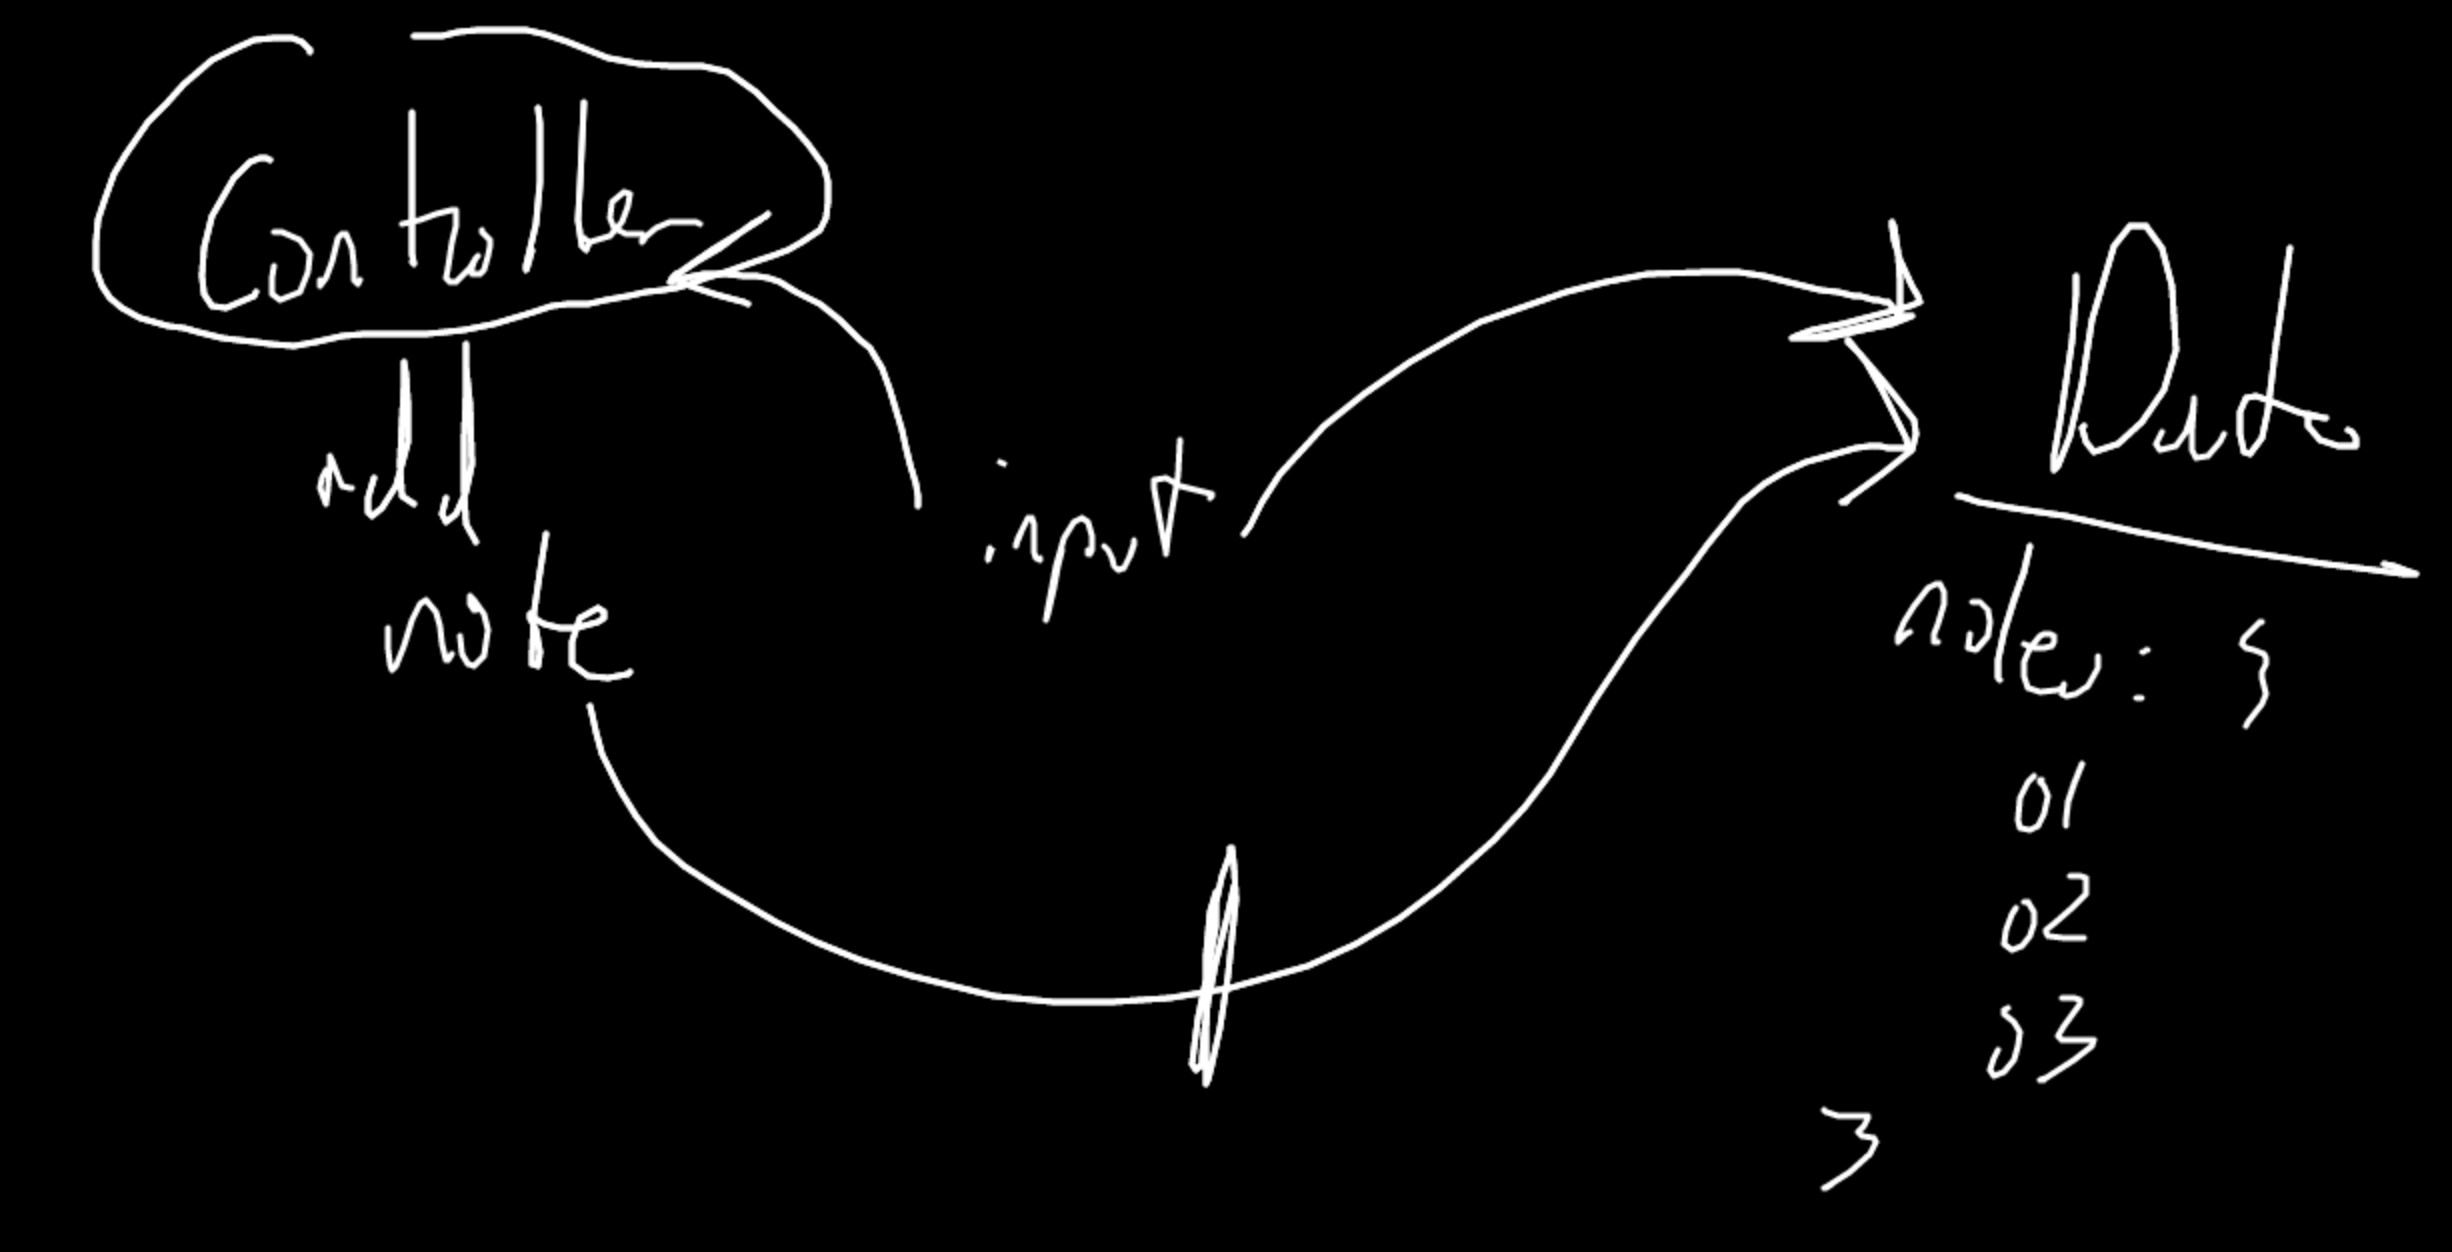 Controller
add
note
input
Data
notes: {
01
02
03
}